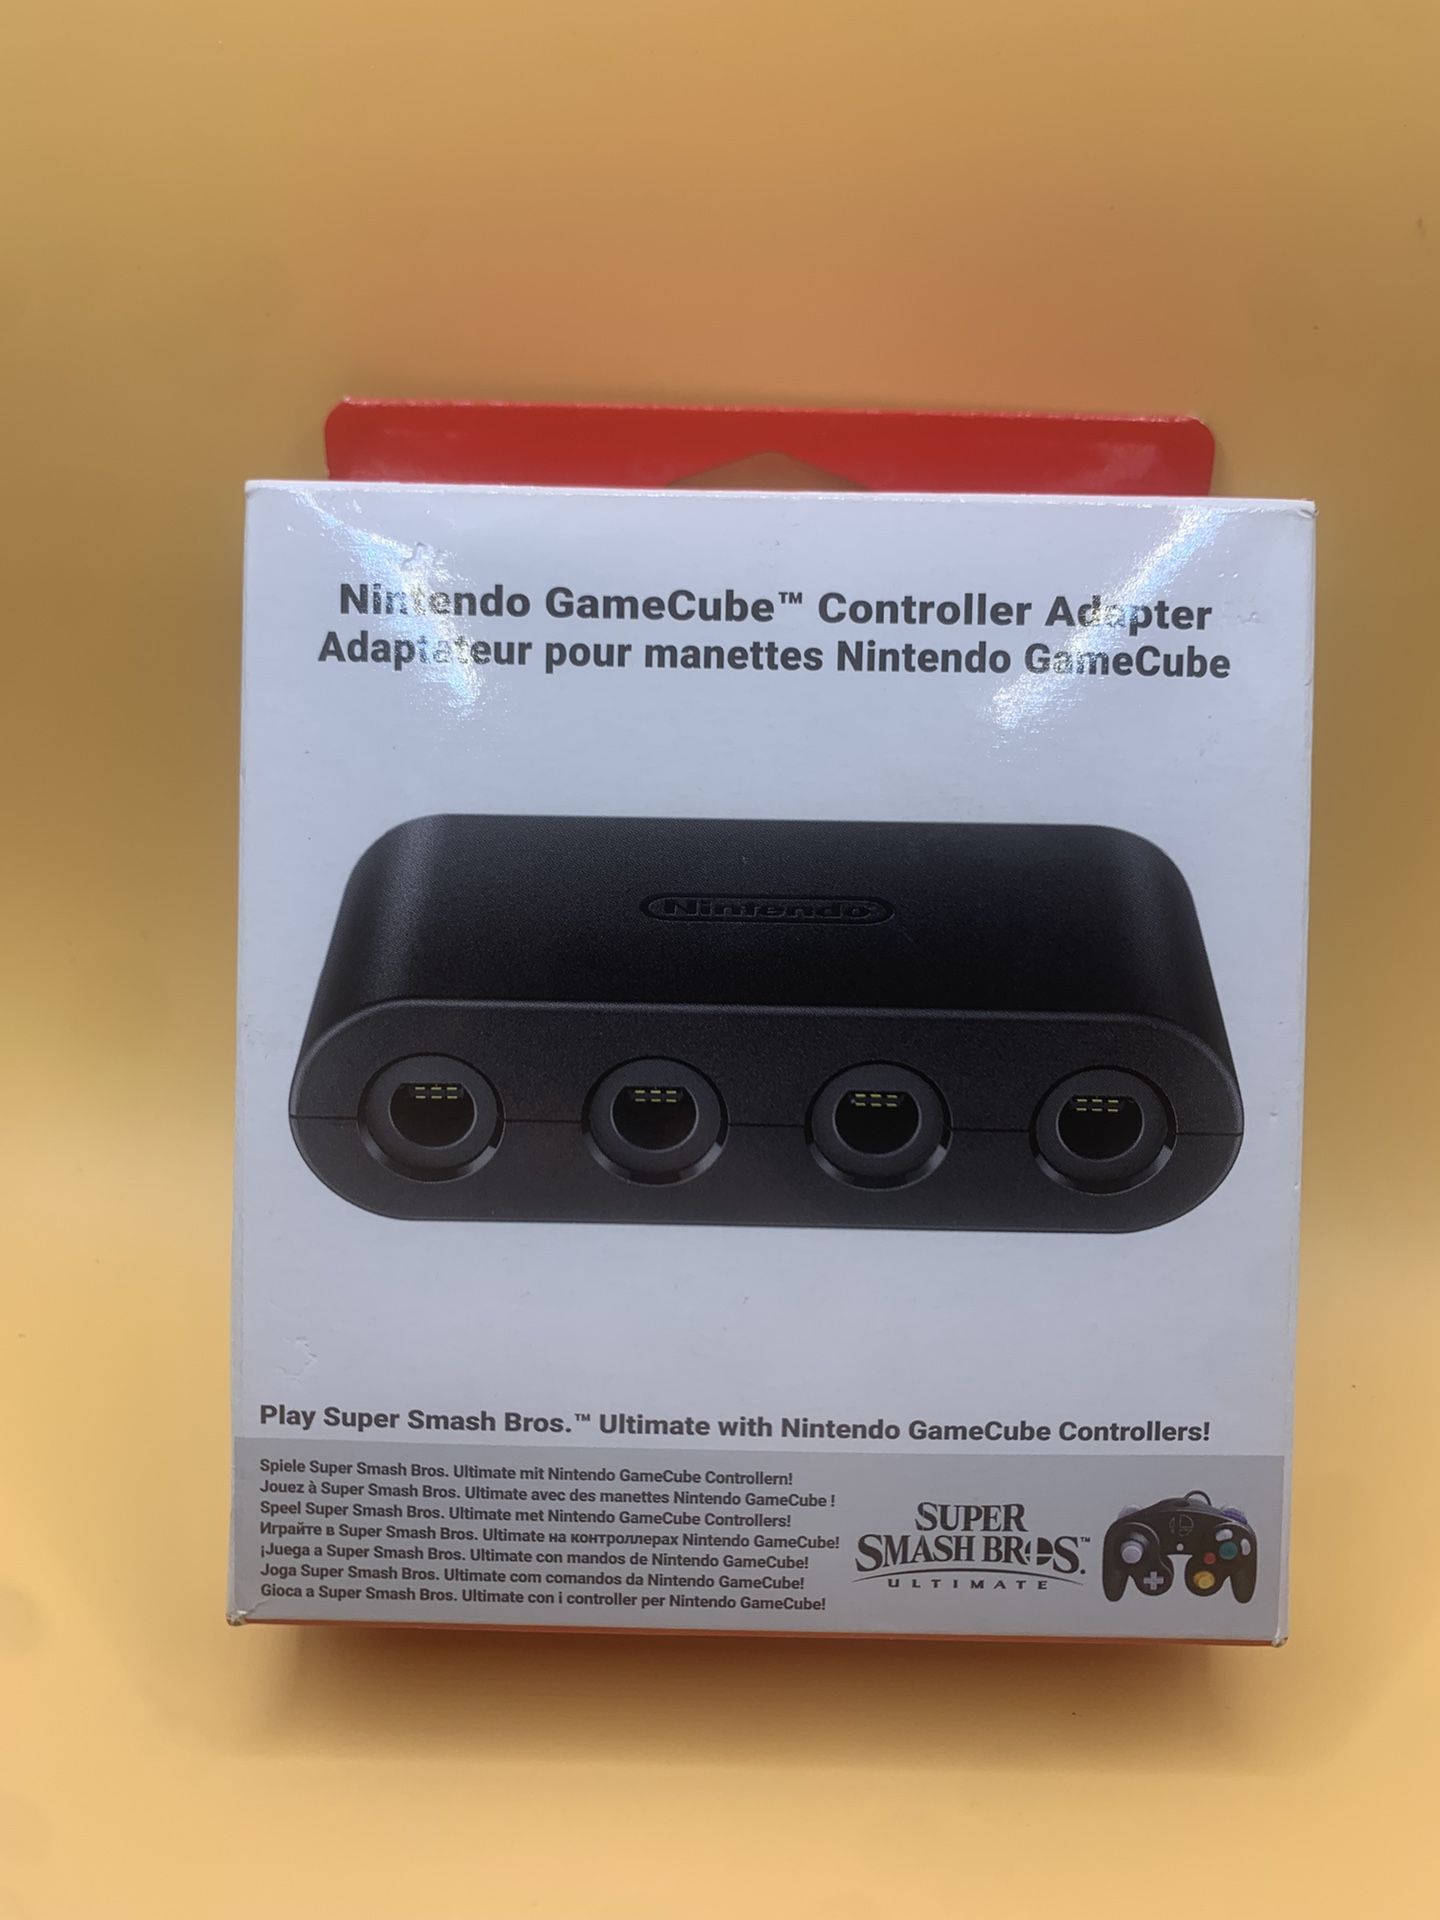 Nintendo GameCube™ Controller Adapter
Adaptateur pour manettes Nintendo GameCube
Nintendo
Play Super Smash Bros.™ Ultimate with Nintendo GameCube Controllers!
Spiele Super Smash Bros. Ultimate mit Nintendo GameCube Controllern!
Jouez à Super Smash Bros. Ultimate avec des manettes Nintendo GameCube !
Speel Super Smash Bros. Ultimate met Nintendo GameCube Controllers!
Играйте в Super Smash Bros. Ultimate на контроллерах Nintendo GameCube!
¡Juega a Super Smash Bros. Ultimate con mandos de Nintendo GameCube!
Joga Super Smash Bros. Ultimate com comandos da Nintendo GameCube!
Gioca a Super Smash Bros. Ultimate con i controller per Nintendo GameCube!
SUPER
SMASH BROS.™
ULTIMATE